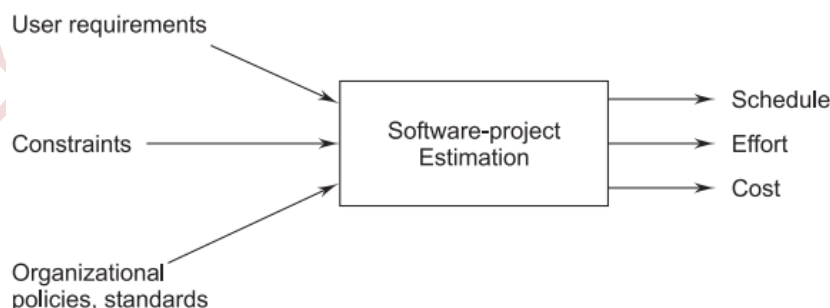 User requirements
Constraints
Organizational
policies, standards
Software-project
Estimation
Schedule
Effort
Cost